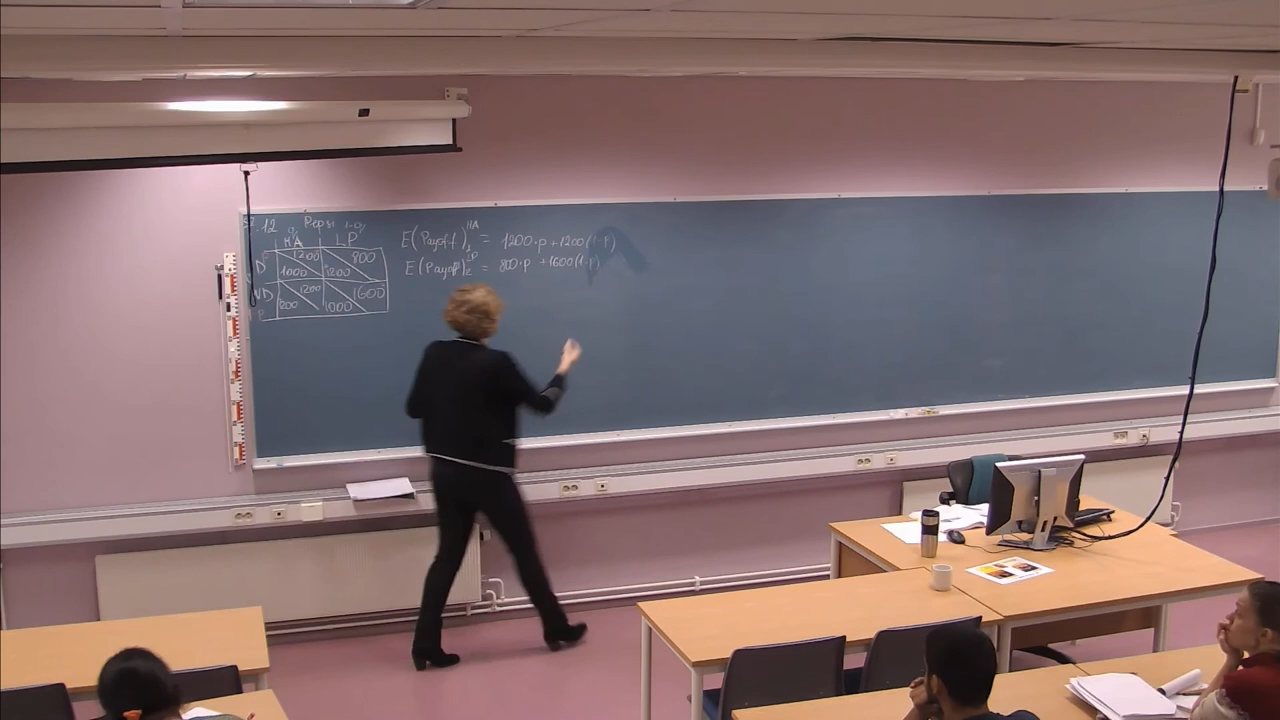 .12 Pepsi 1-q
HA LP
D 1200 800
1000 1200
ND 1200 1600
800 1000
E(Payoff)₁ᴴᴬ = 1200·p + 1200(1-p)
E(Payoff)₂ᴸᴾ = 800·p + 1600(1-p)